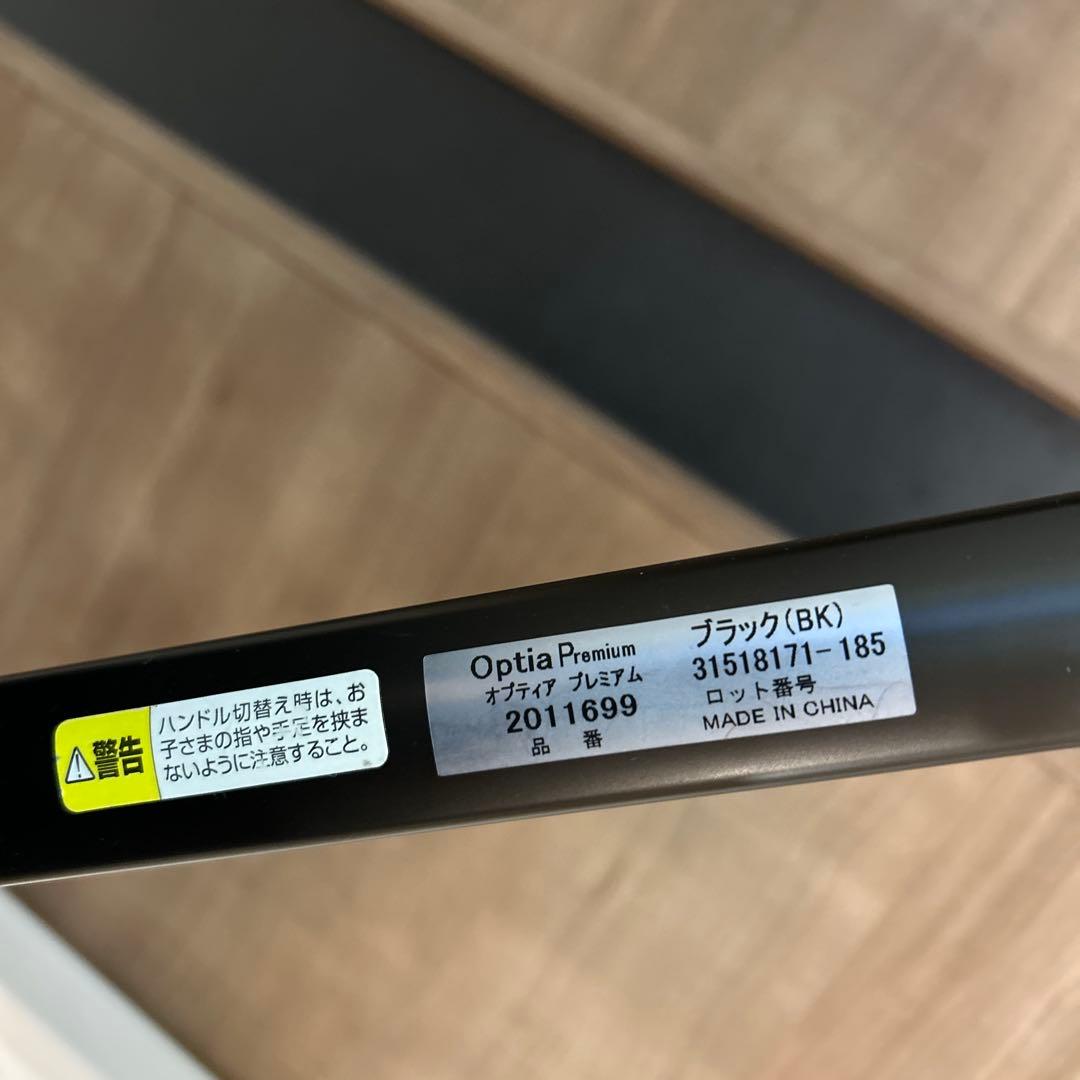 警告
ハンドル切替え時は、お
子さまの指や手足を挟ま
ないように注意すること。
Optia Premium
オプティア プレミアム
2011699
品 番
ブラック(BK)
31518171-185
ロット番号
MADE IN CHINA